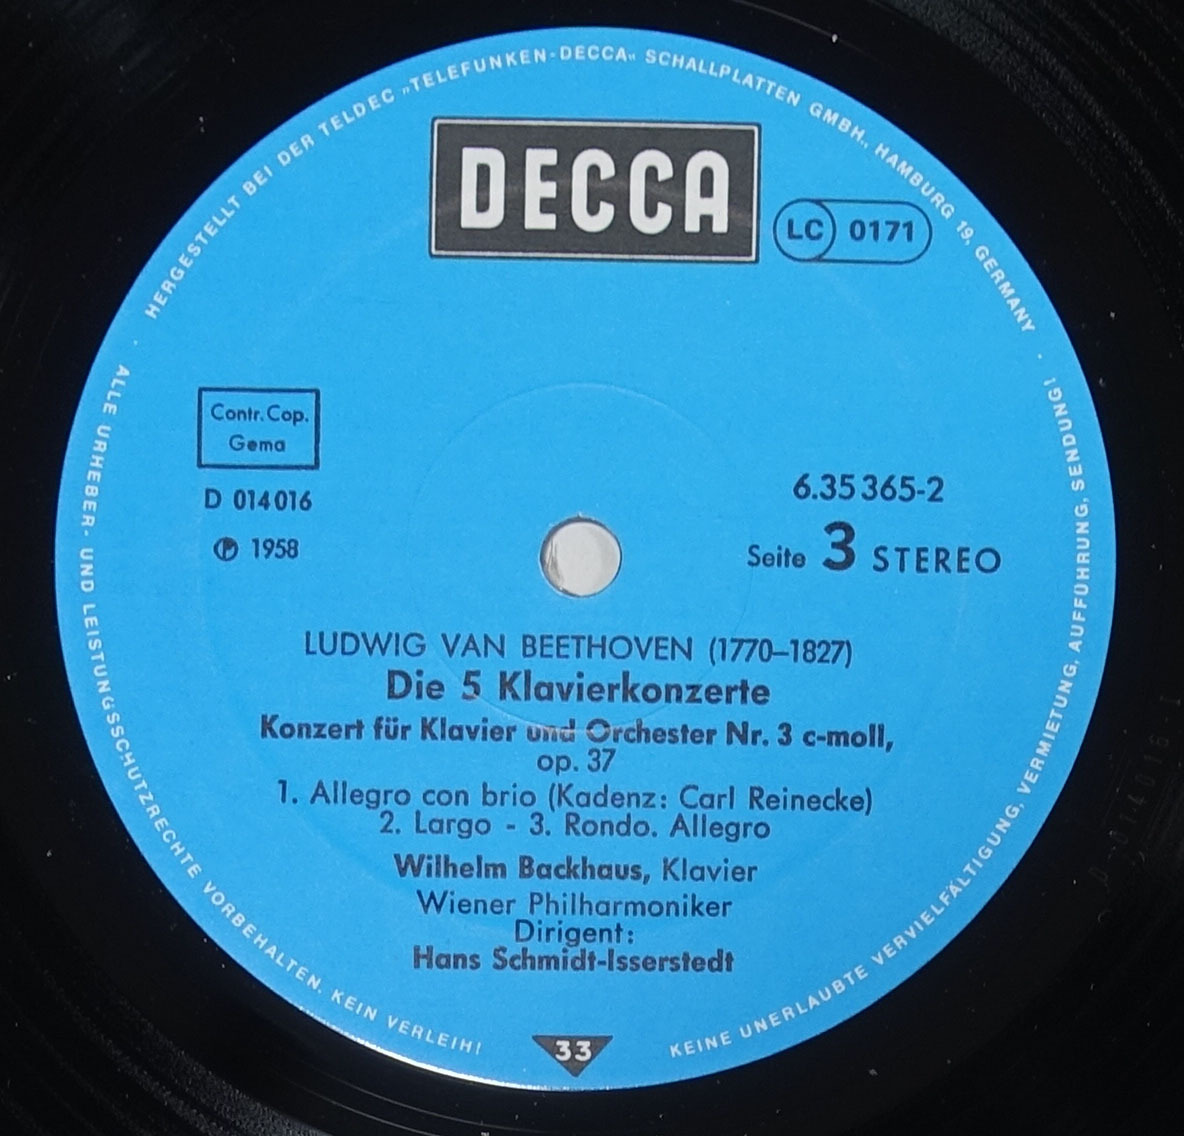 HERGESTELLT BEI DER TELDEC „TELEFUNKEN-DECCA“ SCHALLPLATTEN GMBH., HAMBURG 19, GERMANY
DECCA
LC 0171
Contr. Cop.
Gema
D 014016
℗ 1958
6.35365-2
Seite 3 STEREO
LUDWIG VAN BEETHOVEN (1770–1827)
Die 5 Klavierkonzerte
Konzert für Klavier und Orchester Nr. 3 c-moll,
op. 37
1. Allegro con brio (Kadenz: Carl Reinecke)
2. Largo - 3. Rondo. Allegro
Wilhelm Backhaus, Klavier
Wiener Philharmoniker
Dirigent:
Hans Schmidt-Isserstedt
33
ALLE URHEBER- UND LEISTUNGSSCHUTZRECHTE VORBEHALTEN. KEIN VERLEIH!
KEINE UNERLAUBTE VERVIELFÄLTIGUNG, VERMIETUNG, AUFFÜHRUNG, SENDUNG!